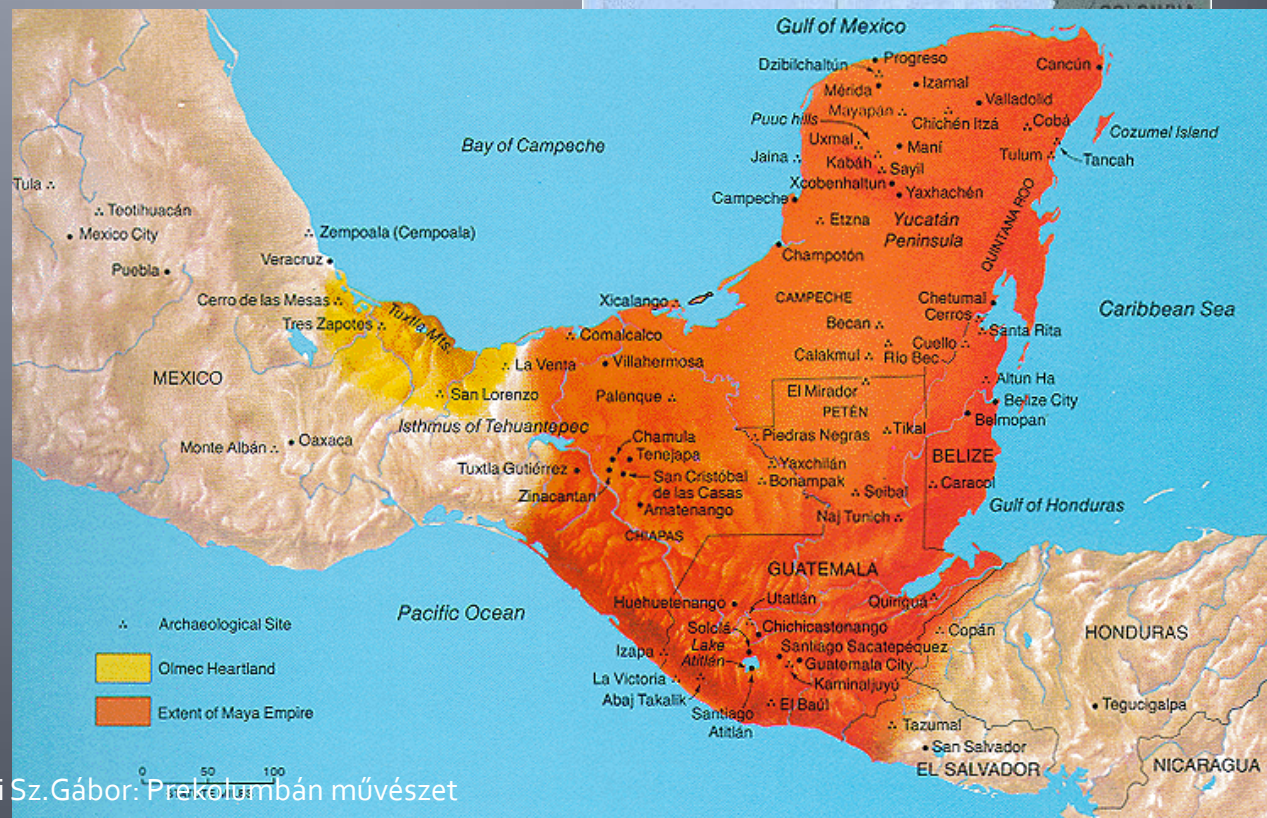 COLOMBIA
Gulf of Mexico
Dzibilchaltún
Progreso
Cancún
Mérida
Izamal
Valladolid
Mayapán
Puuc hills
Chichén Itzá
Cobá
Cozumel Island
Bay of Campeche
Uxmal
Maní
Jaina
Kabáh
Sayil
Tulum
Tancah
Tula
Xcobenhaltun
Yaxhachén
Campeche
Teotihuacán
Mexico City
Zempoala (Cempoala)
Etzna
Yucatán
Peninsula
QUINTANA ROO
Veracruz
Champotón
Puebla
Cerro de las Mesas
Xicalango
CAMPECHE
Chetumal
Caribbean Sea
Tres Zapotes
Tuxtla Mts.
Cerros
Comalcalco
Becan
Santa Rita
Cuello
Calakmul
Río Bec
La Venta
Villahermosa
MEXICO
Altun Ha
San Lorenzo
Palenque
El Mirador
Belize City
PETÉN
Belmopan
Isthmus of Tehuantepec
Piedras Negras
Tikal
Monte Albán
Oaxaca
Chamula
Tenejapa
BELIZE
Tuxtla Gutiérrez
San Cristóbal
de las Casas
Yaxchilán
Bonampak
Caracol
Zinacantan
Seibal
Amatenango
Naj Tunich
Gulf of Honduras
CHIAPAS
GUATEMALA
Huehuetenango
Utatlán
Quiriguá
Pacific Ocean
Archaeological Site
Sololá
Chichicastenango
Copán
HONDURAS
Izapa
Lake
Atitlán
Santiago Sacatepéquez
Guatemala City
Olmec Heartland
La Victoria
Kaminaljuyú
Abaj Takalik
El Baúl
Tegucigalpa
Extent of Maya Empire
Santiago
Atitlán
Tazumal
San Salvador
EL SALVADOR
NICARAGUA
0 50 100
i Sz.Gábor: Prekolumbán művészet